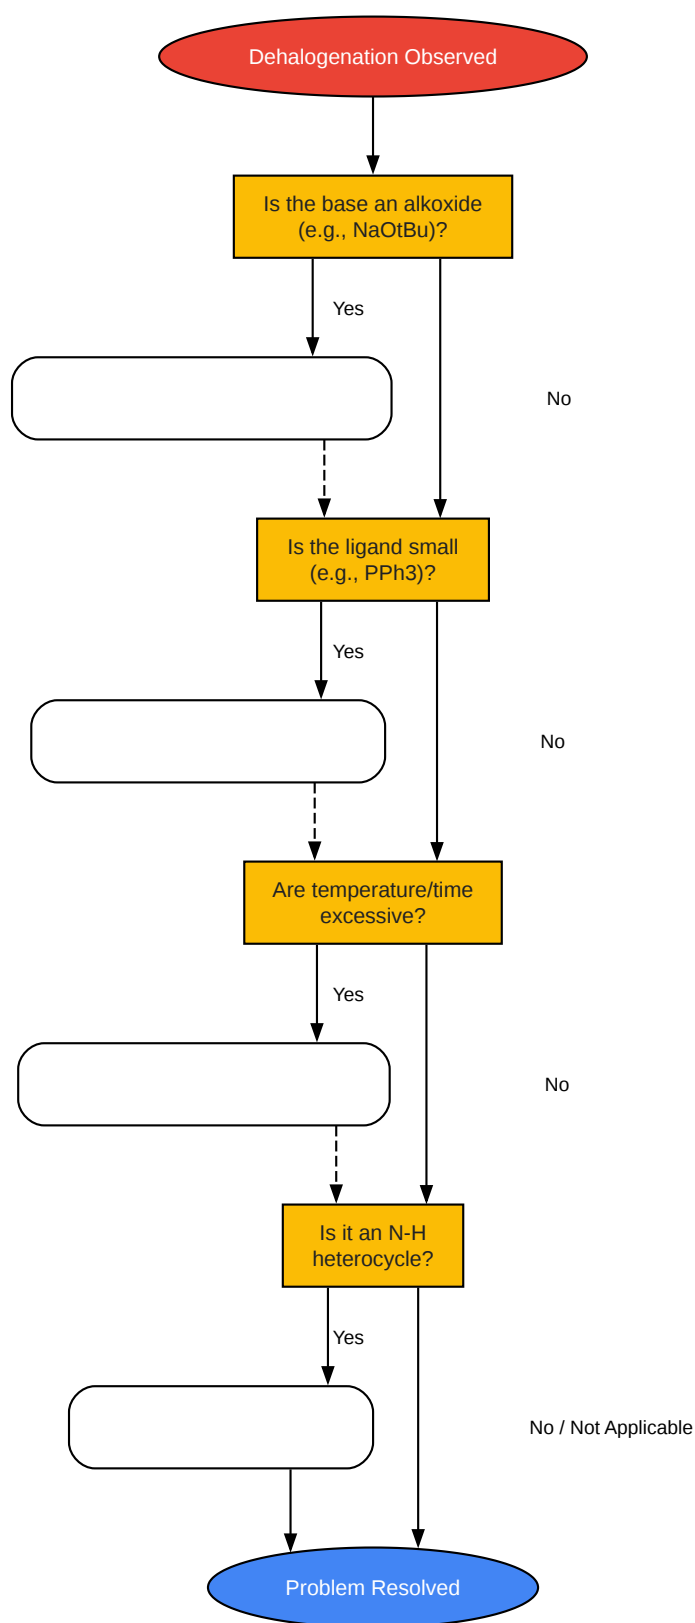 Dehalogenation Observed
Is the base an alkoxide
(e.g., NaOtBu)?
Yes
No
Is the ligand small
(e.g., PPh3)?
Yes
No
Are temperature/time
excessive?
Yes
No
Is it an N-H
heterocycle?
Yes
No / Not Applicable
Problem Resolved